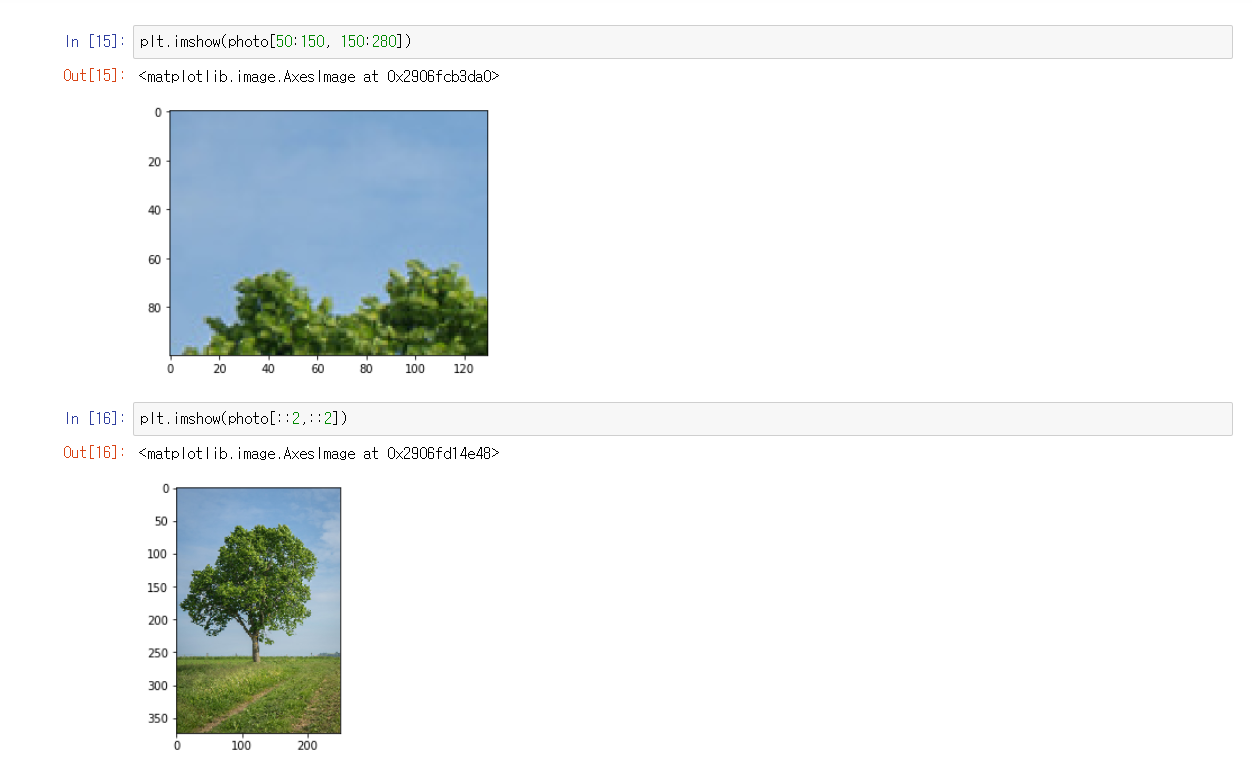 In [15]: plt.imshow(photo[50:150, 150:280])
Out[15]: <matplotlib.image.AxesImage at 0x2906fcb3da0>
0
20
40
60
80
0 20 40 60 80 100 120
In [16]: plt.imshow(photo[::2,::2])
Out[16]: <matplotlib.image.AxesImage at 0x2906fd14e48>
0
50
100
150
200
250
300
350
0 100 200